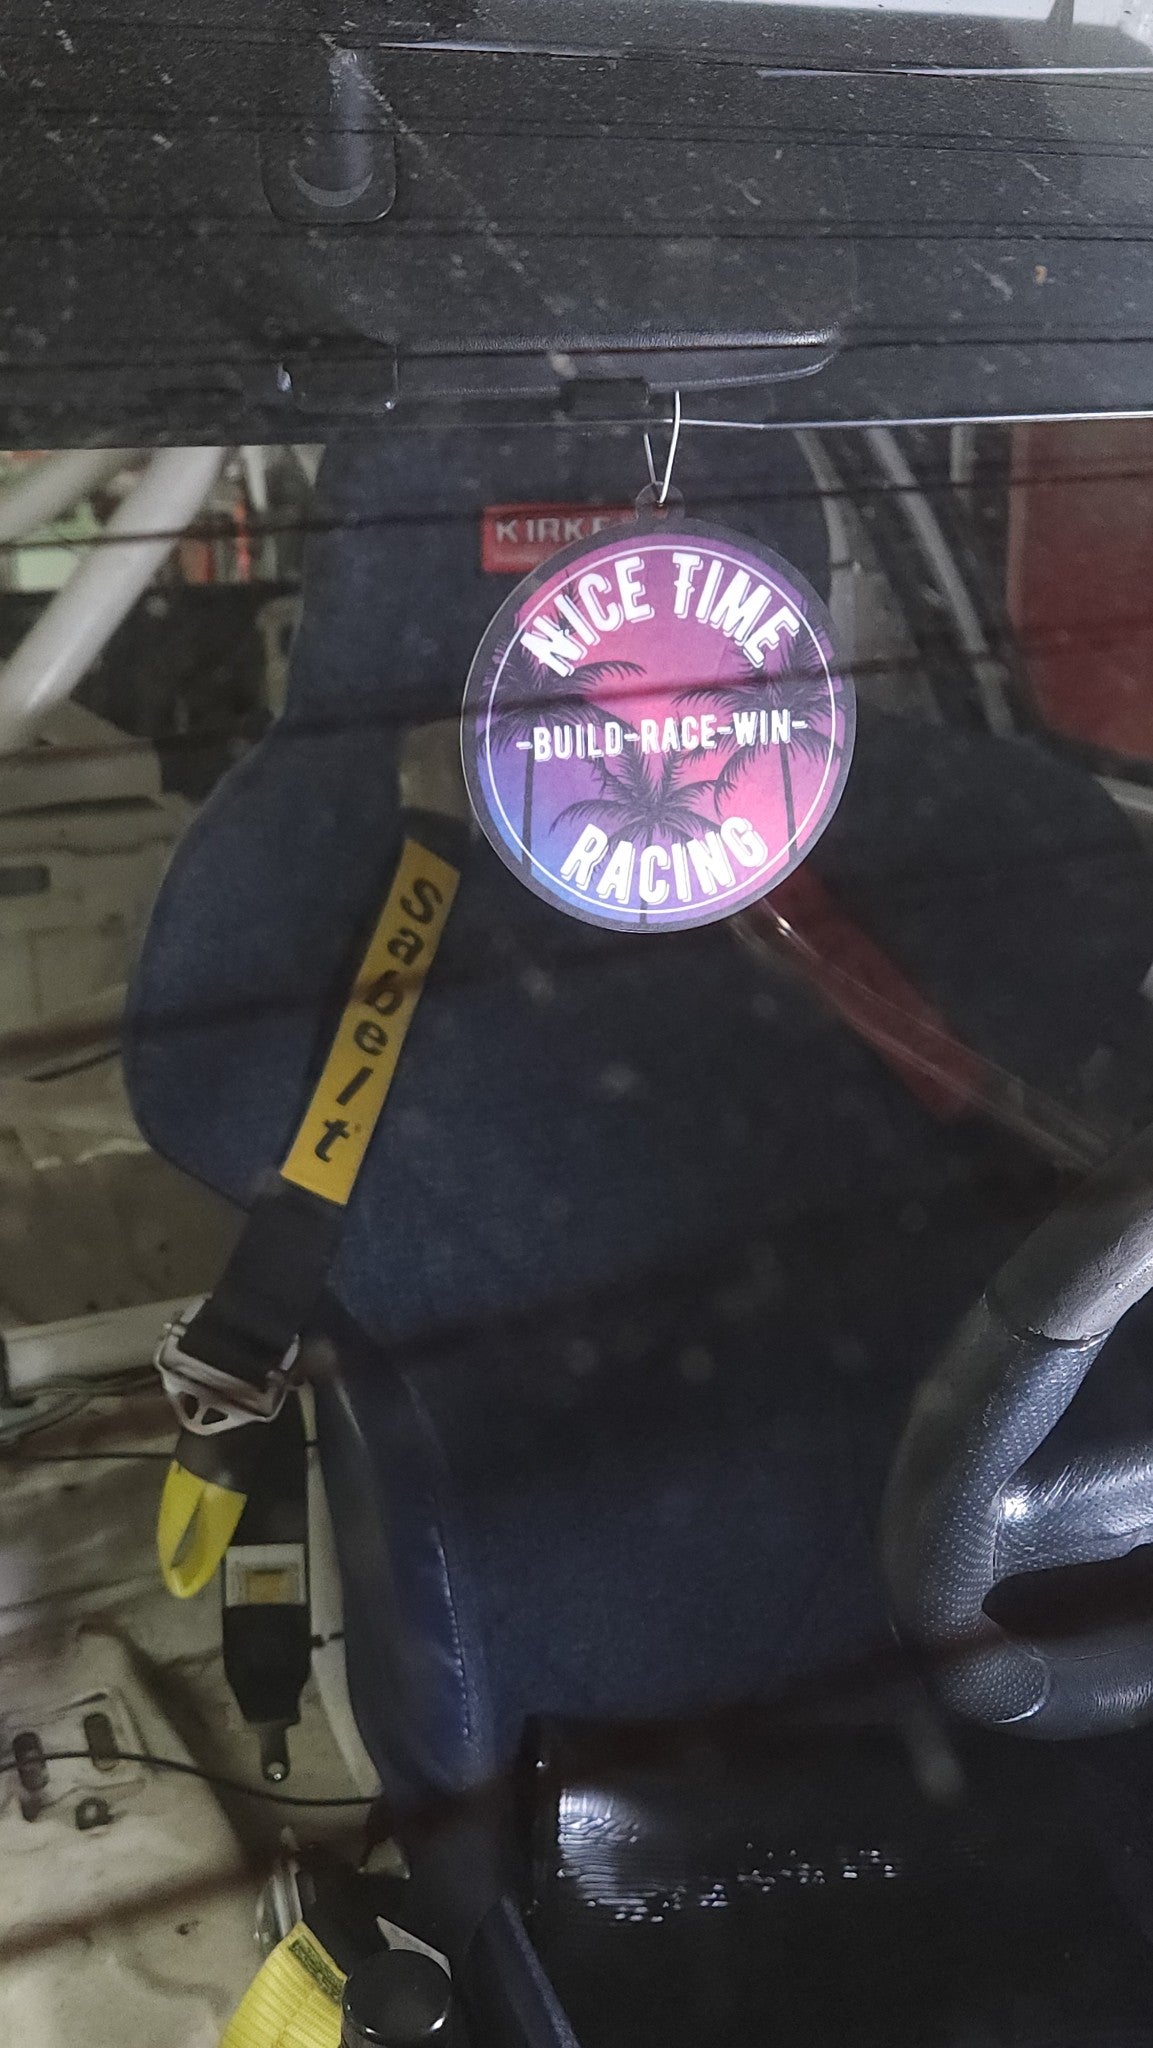 KIRKE
NICE TIME
-BUILD-RACE-WIN-
RACING
Sabelt